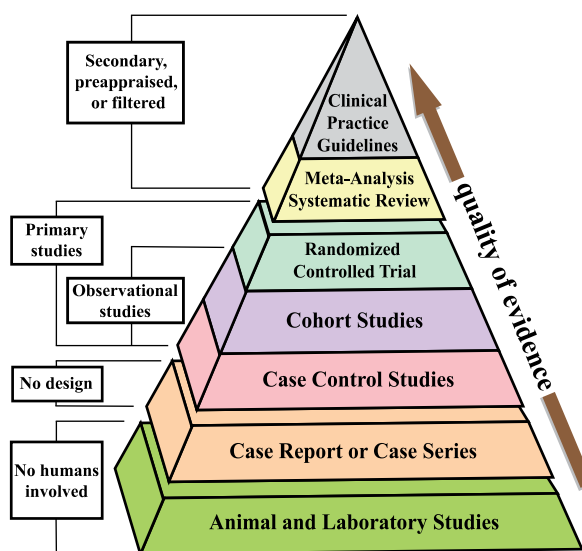 Secondary,
preappraised,
or filtered
Clinical
Practice
Guidelines
Meta-Analysis
Systematic Review
Primary
studies
Observational
studies
Randomized
Controlled Trial
Cohort Studies
No design
Case Control Studies
No humans
involved
Case Report or Case Series
Animal and Laboratory Studies
quality of evidence